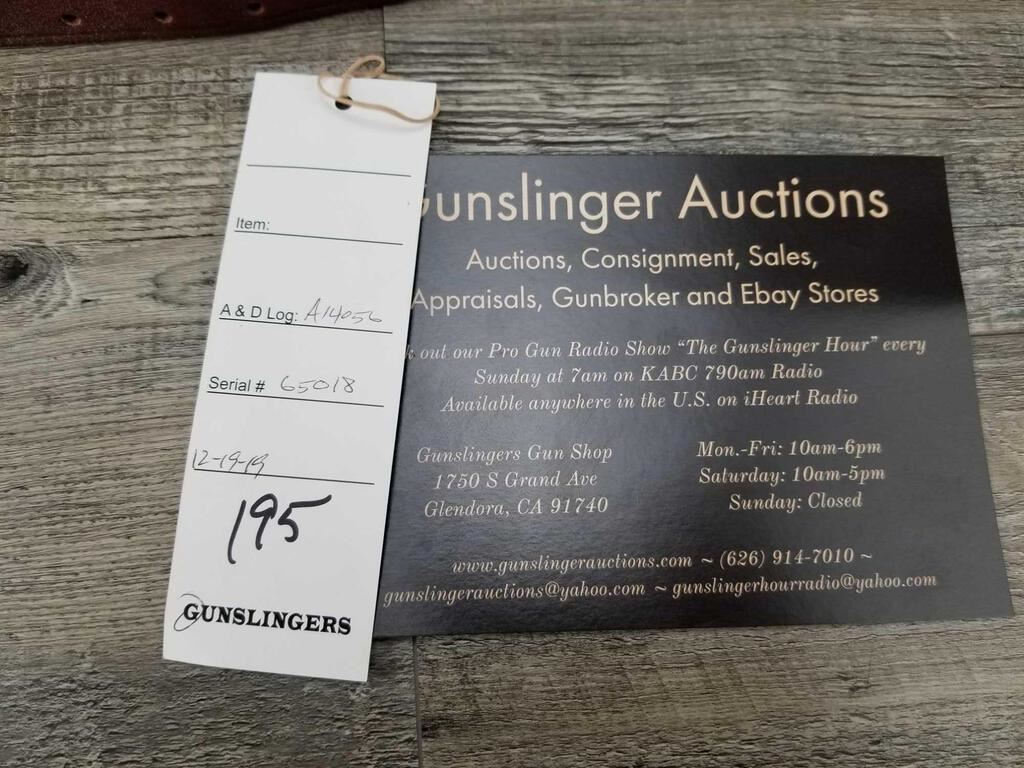 Item:
A & D Log: A14056
Serial # 65018
12-19-19
195
GUNSLINGERS
unslinger Auctions
Auctions, Consignment, Sales,
Appraisals, Gunbroker and Ebay Stores
k out our Pro Gun Radio Show "The Gunslinger Hour" every
Sunday at 7am on KABC 790am Radio
Available anywhere in the U.S. on iHeart Radio
Gunslingers Gun Shop
1750 S Grand Ave
Glendora, CA 91740
Mon.-Fri: 10am-6pm
Saturday: 10am-5pm
Sunday: Closed
www.gunslingerauctions.com ~ (626) 914-7010 ~
gunslingerauctions@yahoo.com ~ gunslingerhourradio@yahoo.com